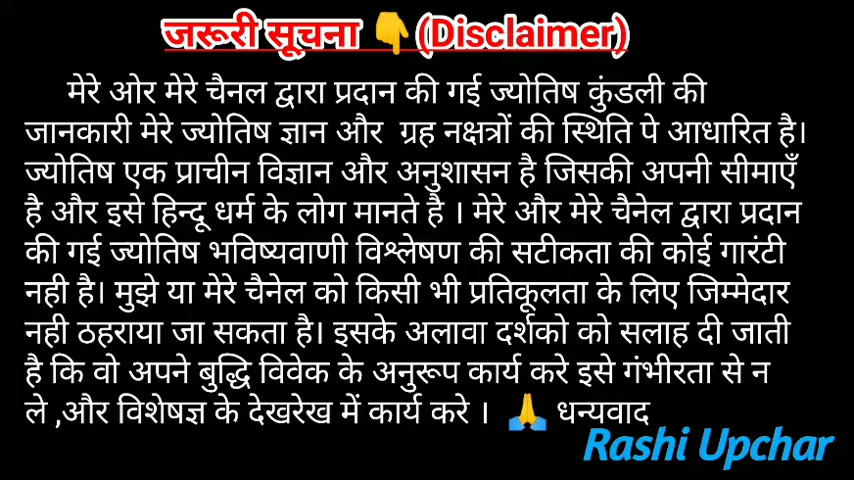 जरूरी सूचना 👇 (Disclaimer)
मेरे ओर मेरे चैनल द्वारा प्रदान की गई ज्योतिष कुंडली की
जानकारी मेरे ज्योतिष ज्ञान और ग्रह नक्षत्रों की स्थिति पे आधारित है।
ज्योतिष एक प्राचीन विज्ञान और अनुशासन है जिसकी अपनी सीमाएँ
है और इसे हिन्दू धर्म के लोग मानते है । मेरे और मेरे चैनेल द्वारा प्रदान
की गई ज्योतिष भविष्यवाणी विश्लेषण की सटीकता की कोई गारंटी
नही है। मुझे या मेरे चैनेल को किसी भी प्रतिकूलता के लिए जिम्मेदार
नही ठहराया जा सकता है। इसके अलावा दर्शको को सलाह दी जाती
है कि वो अपने बुद्धि विवेक के अनुरूप कार्य करे इसे गंभीरता से न
ले ,और विशेषज्ञ के देखरेख में कार्य करे । 🙏 धन्यवाद
Rashi Upchar